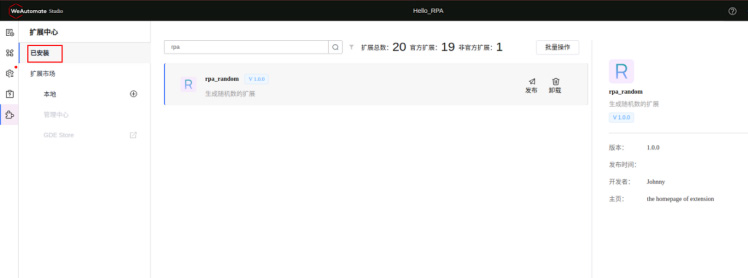 WeAutomate Studio
Hello_RPA
扩展中心
已安装
扩展市场
本地
管理中心
GDE Store
rpa
扩展总数: 20 官方扩展: 19 非官方扩展: 1
批量操作
R
rpa_random V 1.0.0
生成随机数的扩展
发布
卸载
R
rpa_random
生成随机数的扩展
V 1.0.0
版本: 1.0.0
发布时间:
开发者: Johnny
主页: the homepage of extension